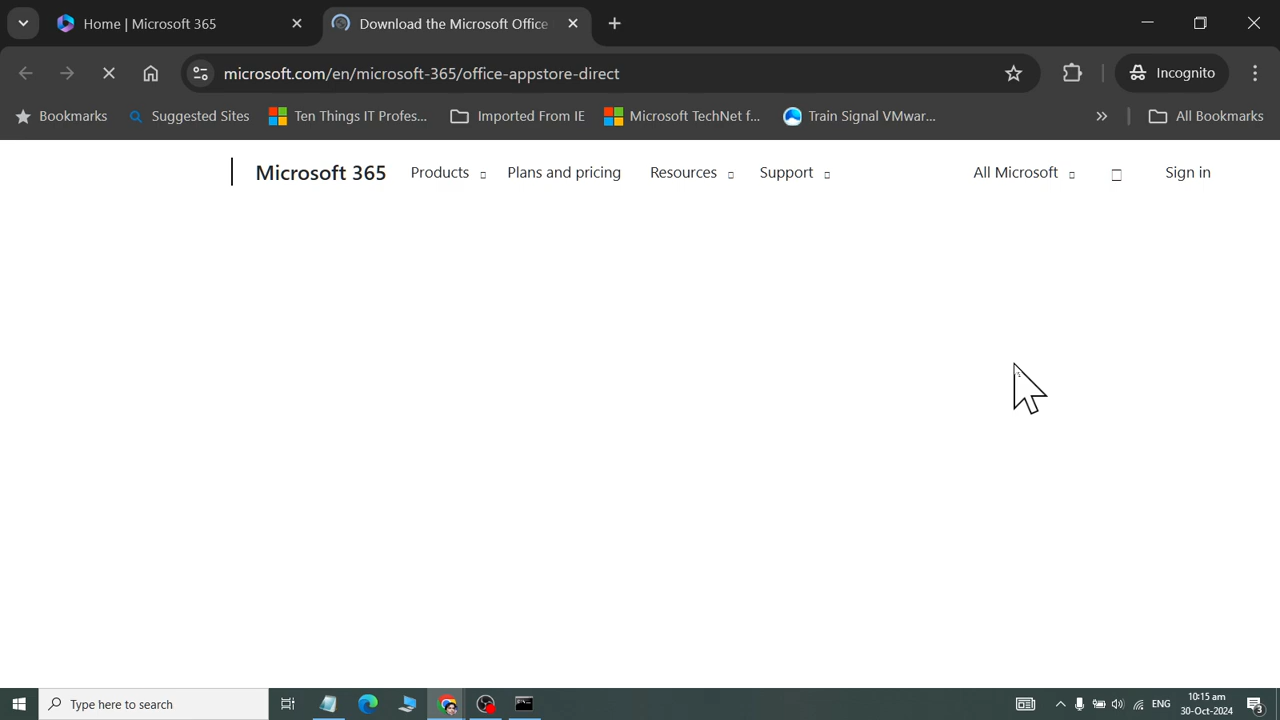 Home | Microsoft 365
Download the Microsoft Office
microsoft.com/en/microsoft-365/office-appstore-direct
Incognito
Bookmarks
Suggested Sites
Ten Things IT Profes...
Imported From IE
Microsoft TechNet f...
Train Signal VMwar...
»
All Bookmarks
Microsoft 365
Products
Plans and pricing
Resources
Support
All Microsoft
Sign in
Type here to search
ENG
10:15 am
30-Oct-2024
3